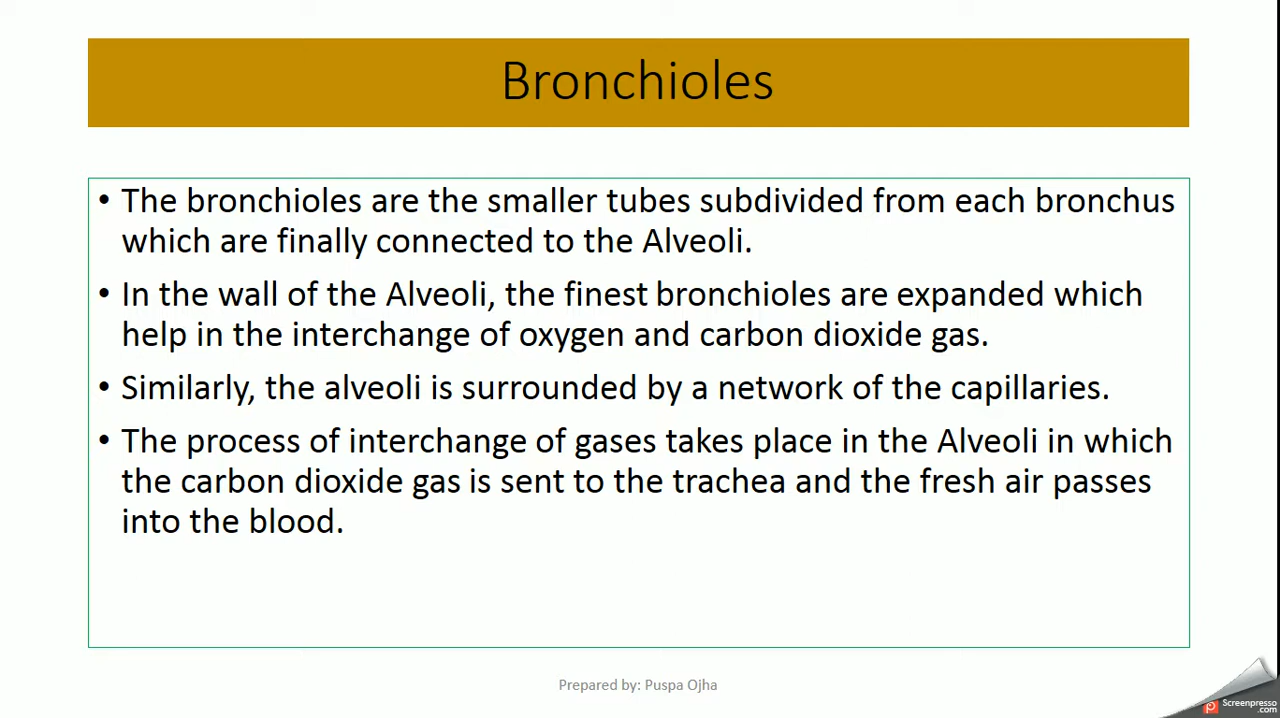 Bronchioles
• The bronchioles are the smaller tubes subdivided from each bronchus
which are finally connected to the Alveoli.
• In the wall of the Alveoli, the finest bronchioles are expanded which
help in the interchange of oxygen and carbon dioxide gas.
• Similarly, the alveoli is surrounded by a network of the capillaries.
• The process of interchange of gases takes place in the Alveoli in which
the carbon dioxide gas is sent to the trachea and the fresh air passes
into the blood.
Prepared by: Puspa Ojha
Screenpresso
.com